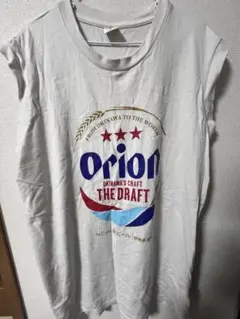 FROM OKINAWA TO THE WORLD
Orion
OKINAWA'S CRAFT
THE DRAFT